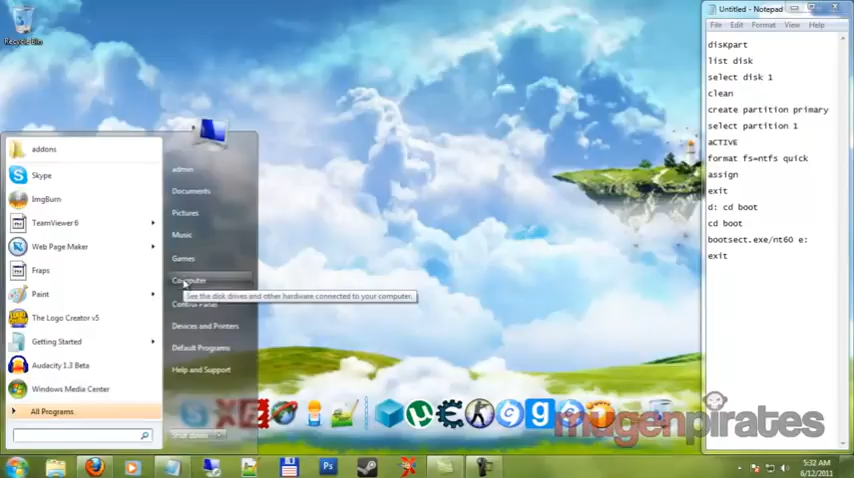 Recycle Bin
Untitled - Notepad
File Edit Format View Help
disKpart
list disk
select disk 1
clean
create partition primary
select partition 1
aCTIVE
format fs=ntfs quick
assign
exit
d: cd boot
cd boot
bootsect.exe/nt60 e:
exit
addons
Skype
ImgBurn
TeamViewer 6
Web Page Maker
Fraps
Paint
The Logo Creator v5
Getting Started
Audacity 1.3 Beta
Windows Media Center
All Programs
admin
Documents
Pictures
Music
Games
Computer
See the disk drives and other hardware connected to your computer.
Control Panel
Devices and Printers
Default Programs
Help and Support
mugenpirates
Ps
5:32 AM
6/12/2011